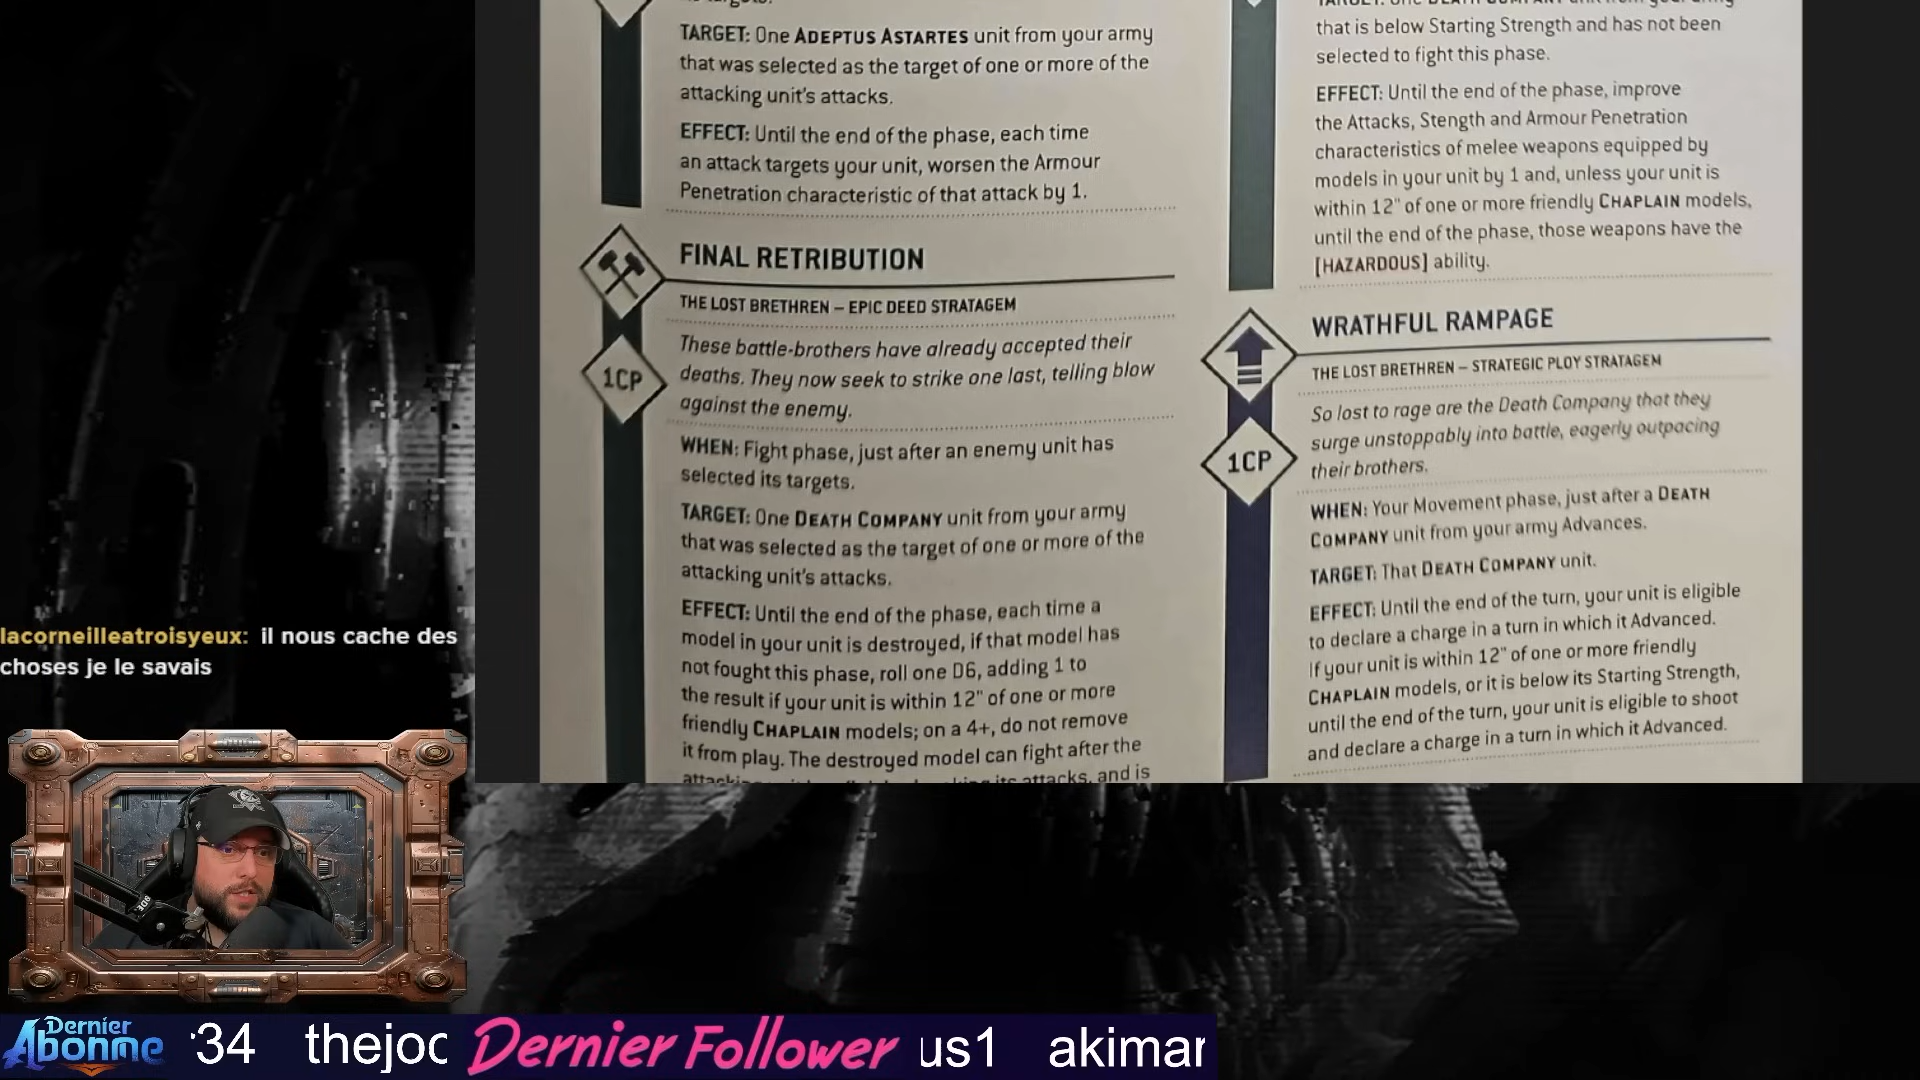 TARGET: One ADEPTUS ASTARTES unit from your army
that was selected as the target of one or more of the
attacking unit's attacks.
EFFECT: Until the end of the phase, each time
an attack targets your unit, worsen the Armour
Penetration characteristic of that attack by 1.
FINAL RETRIBUTION
THE LOST BRETHREN – EPIC DEED STRATAGEM
1CP
These battle-brothers have already accepted their
deaths. They now seek to strike one last, telling blow
against the enemy.
WHEN: Fight phase, just after an enemy unit has
selected its targets.
TARGET: One DEATH COMPANY unit from your army
that was selected as the target of one or more of the
attacking unit's attacks.
EFFECT: Until the end of the phase, each time a
model in your unit is destroyed, if that model has
not fought this phase, roll one D6, adding 1 to
the result if your unit is within 12" of one or more
friendly CHAPLAIN models; on a 4+, do not remove
it from play. The destroyed model can fight after the
its attacks, and is
that is below Starting Strength and has not been
selected to fight this phase.
EFFECT: Until the end of the phase, improve
the Attacks, Stength and Armour Penetration
characteristics of melee weapons equipped by
models in your unit by 1 and, unless your unit is
within 12" of one or more friendly CHAPLAIN models,
until the end of the phase, those weapons have the
[HAZARDOUS] ability.
WRATHFUL RAMPAGE
THE LOST BRETHREN – STRATEGIC PLOY STRATAGEM
1CP
So lost to rage are the Death Company that they
surge unstoppably into battle, eagerly outpacing
their brothers.
WHEN: Your Movement phase, just after a DEATH
COMPANY unit from your army Advances.
TARGET: That DEATH COMPANY unit.
EFFECT: Until the end of the turn, your unit is eligible
to declare a charge in a turn in which it Advanced.
If your unit is within 12" of one or more friendly
CHAPLAIN models, or it is below its Starting Strength,
until the end of the turn, your unit is eligible to shoot
and declare a charge in a turn in which it Advanced.
lacorneilleatroisyeux: il nous cache des
choses je le savais
Dernier
Abonné
34 thejoc
Dernier Follower
us1 akimar